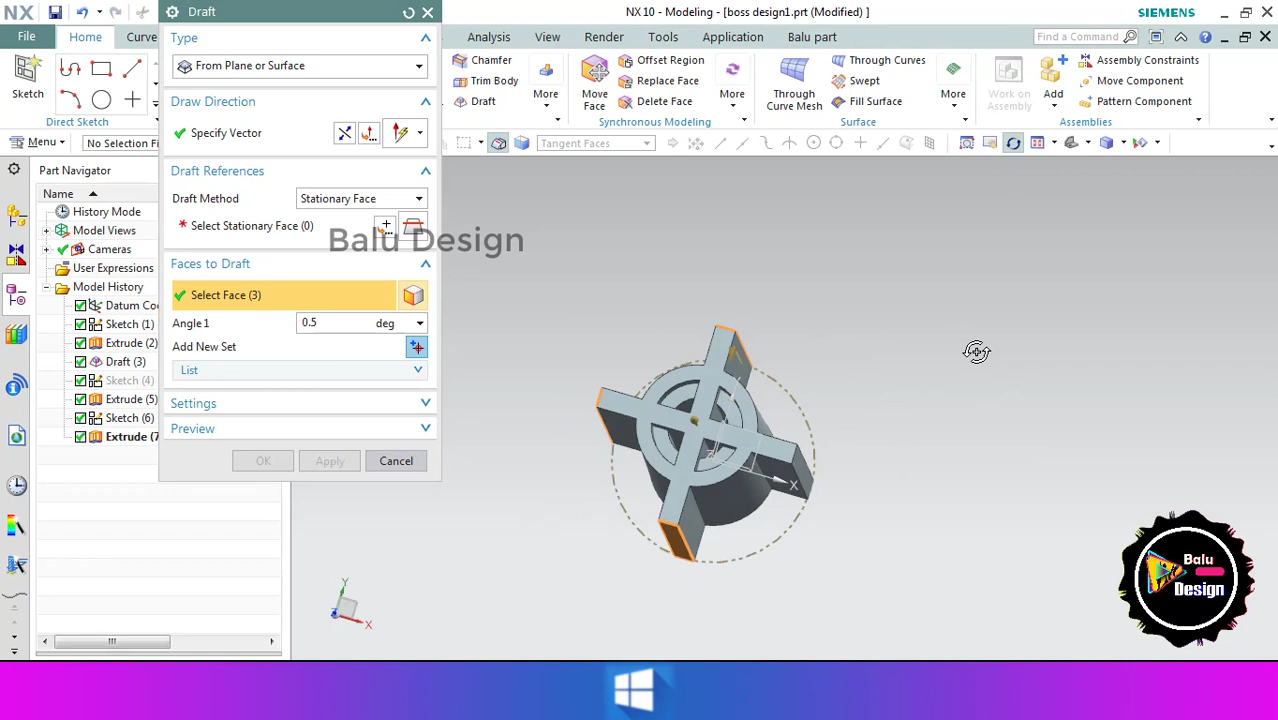 NX
Draft
NX 10 - Modeling - [boss design1.prt (Modified) ]
SIEMENS
File
Home
Curve
Analysis
View
Render
Tools
Application
Balu part
Find a Command
Sketch
Direct Sketch
Chamfer
Trim Body
Draft
More
Move Face
Offset Region
Replace Face
Delete Face
More
Synchronous Modeling
Through Curve Mesh
Through Curves
Swept
Fill Surface
More
Surface
Work on Assembly
Add
Assembly Constraints
Move Component
Pattern Component
Assemblies
Menu
No Selection Fi
Tangent Faces
Type
From Plane or Surface
Draw Direction
Specify Vector
Draft References
Draft Method
Stationary Face
* Select Stationary Face (0)
Faces to Draft
Select Face (3)
Angle 1
0.5
deg
Add New Set
List
Settings
Preview
OK
Apply
Cancel
Part Navigator
Name
History Mode
Model Views
Cameras
User Expressions
Model History
Datum Coo
Sketch (1)
Extrude (2)
Draft (3)
Sketch (4)
Extrude (5)
Sketch (6)
Extrude (7
Balu Design
X
Y
X
Balu
Design